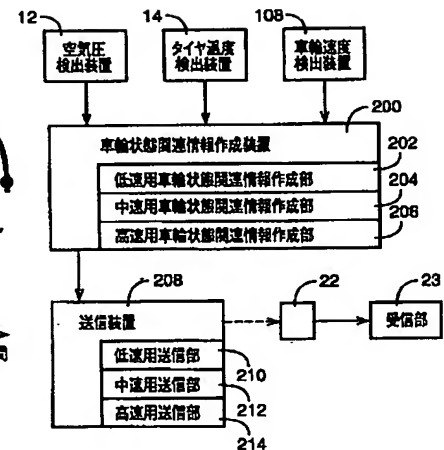 12
14
108
空気圧
検出装置
タイヤ温度
検出装置
車輪速度
検出装置
200
車輪状態関連情報作成装置
202
低速用車輪状態関連情報作成部
204
中速用車輪状態関連情報作成部
206
高速用車輪状態関連情報作成部
208
送信装置
22
23
受信部
低速用送信部
210
中速用送信部
212
高速用送信部
214